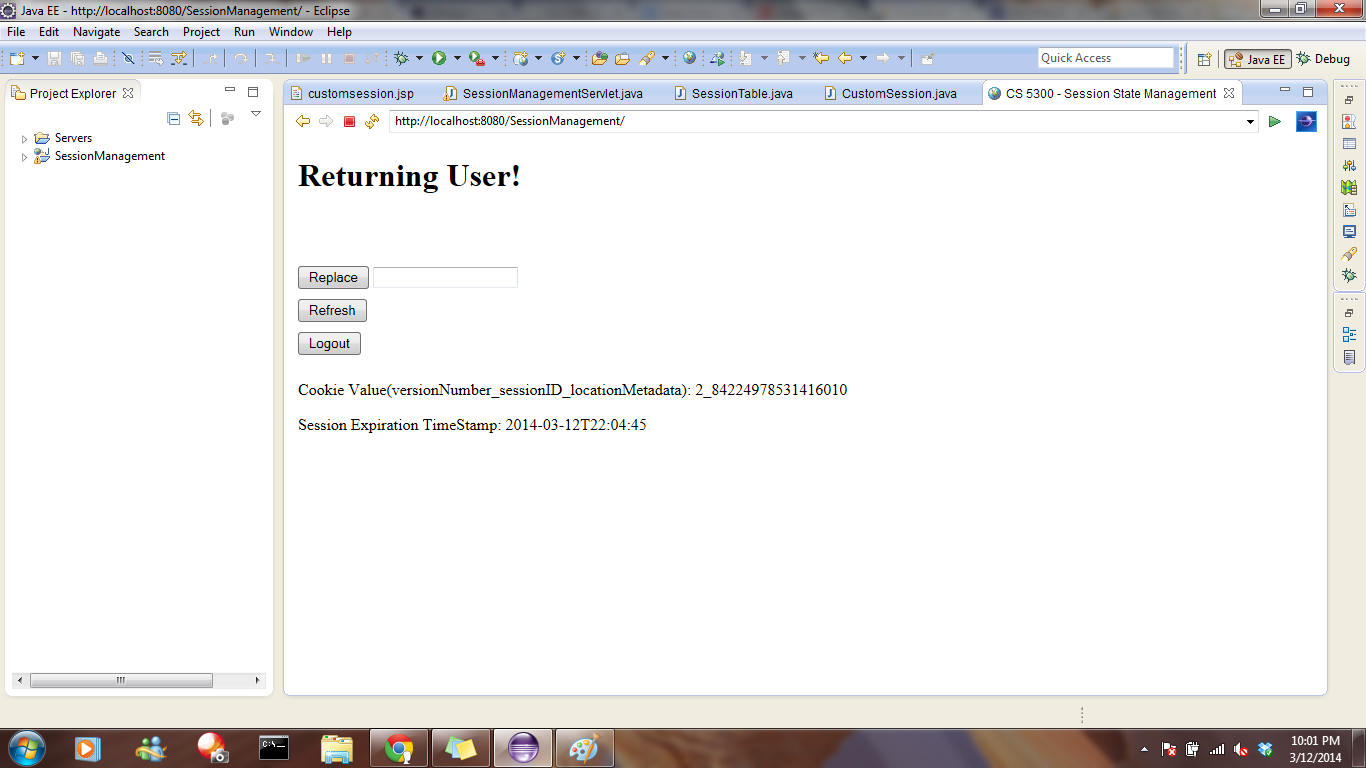 Java EE - http://localhost:8080/SessionManagement/ - Eclipse
File Edit Navigate Search Project Run Window Help
Quick Access
Java EE
Debug
Project Explorer
customsession.jsp
SessionManagementServlet.java
SessionTable.java
CustomSession.java
CS 5300 - Session State Management
Servers
SessionManagement
http://localhost:8080/SessionManagement/
Returning User!
Replace
Refresh
Logout
Cookie Value(versionNumber_sessionID_locationMetadata): 2_84224978531416010
Session Expiration TimeStamp: 2014-03-12T22:04:45
C:\_
10:01 PM
3/12/2014